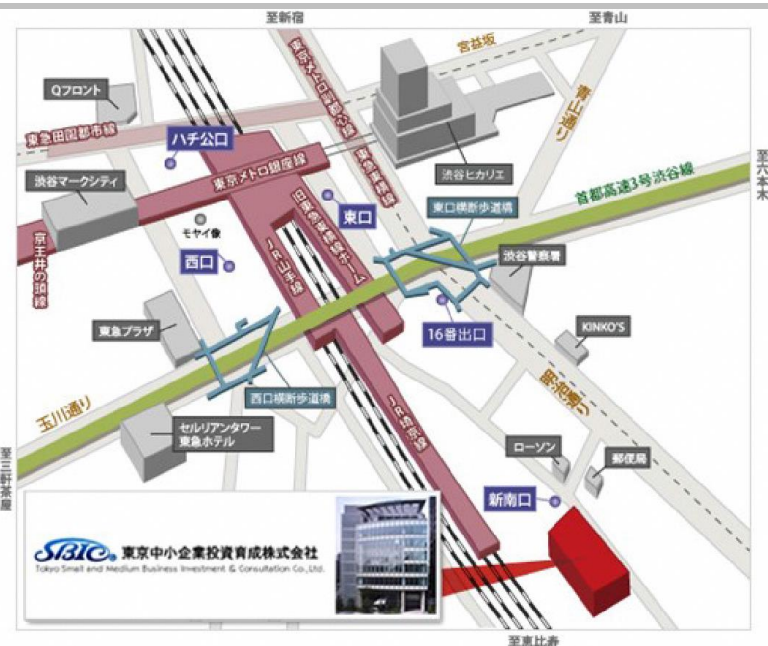 至新宿
至青山
宮益坂
東京メトロ副都心線
青山通り
Qフロント
東急田園都市線
ハチ公口
東急東横線
渋谷ヒカリエ
至六本木
東京メトロ銀座線
首都高速3号渋谷線
渋谷マークシティ
旧東急東横線ホーム
東口
東口横断歩道橋
モヤイ像
京王井の頭線
西口
JR山手線
渋谷警察署
東急プラザ
16番出口
KINKO'S
西口横断歩道橋
明治通り
玉川通り
JR埼京線
セルリアンタワー
東急ホテル
ローソン
郵便局
至三軒茶屋
新南口
SBIC 東京中小企業投資育成株式会社
Tokyo Small and Medium Business Investment & Consultation Co., Ltd.
至恵比寿